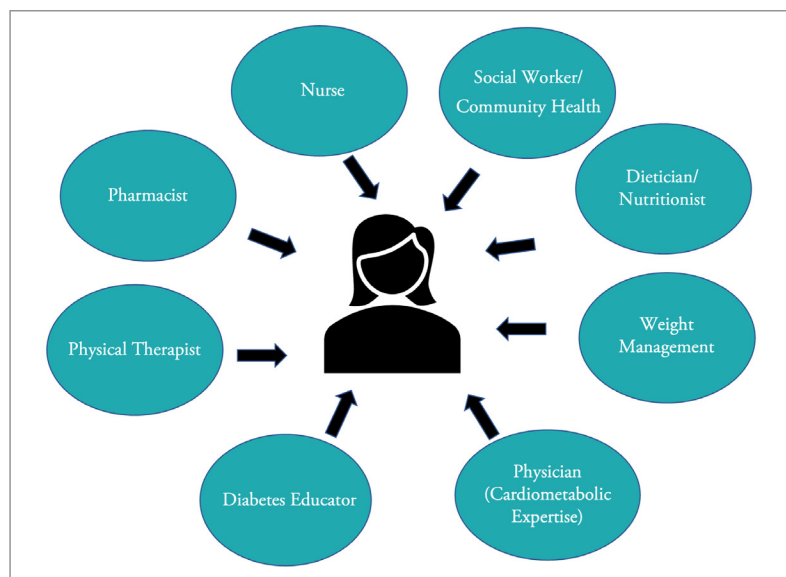 Nurse
Social Worker/
Community Health
Dietician/
Nutritionist
Pharmacist
Physical Therapist
Weight
Management
Diabetes Educator
Physician
(Cardiometabolic
Expertise)